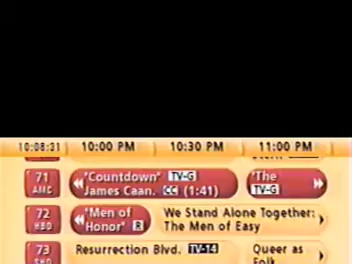 10:08:31 10:00 PM 10:30 PM 11:00 PM
71 "Countdown" TV-G "The
AMC James Caan. CC (1:41) TV-G
72 "Men of We Stand Alone Together:
HBO Honor" R The Men of Easy
73 Resurrection Blvd. TV-14 Queer as
SHO Folk